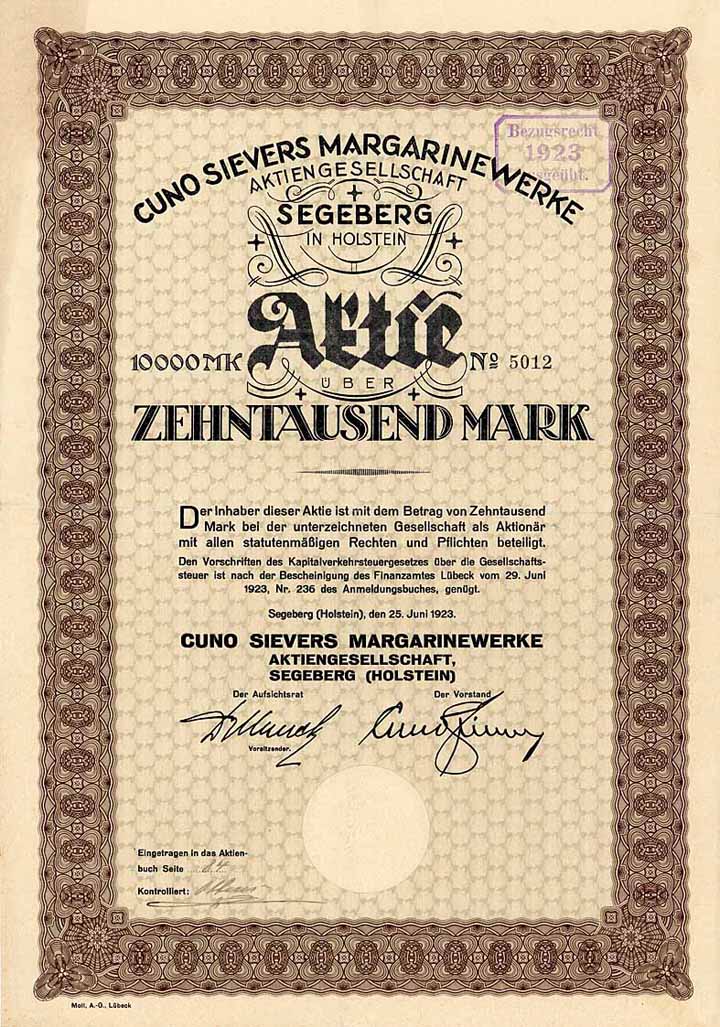 Bezugsrecht
1923
ausgeübt.
CUNO SIEVERS MARGARINEWERKE
AKTIENGESELLSCHAFT
SEGEBERG
IN HOLSTEIN
Aktie
10000 MK
№ 5012
ÜBER
ZEHNTAUSEND MARK
Der Inhaber dieser Aktie ist mit dem Betrag von Zehntausend
Mark bei der unterzeichneten Gesellschaft als Aktionär
mit allen statutenmäßigen Rechten und Pflichten beteiligt.
Den Vorschriften des Kapitalverkehrsteuergesetzes über die Gesellschafts-
steuer ist nach der Bescheinigung des Finanzamtes Lübeck vom 29. Juni
1923, Nr. 236 des Anmeldungsbuches, genügt.
Segeberg (Holstein), den 25. Juni 1923.
CUNO SIEVERS MARGARINEWERKE
AKTIENGESELLSCHAFT,
SEGEBERG (HOLSTEIN)
Der Aufsichtsrat
Der Vorstand
Cuno Sievers
Vorsitzender.
Eingetragen in das Aktien-
buch Seite 84
Kontrolliert:
Moll, A.-G., Lübeck